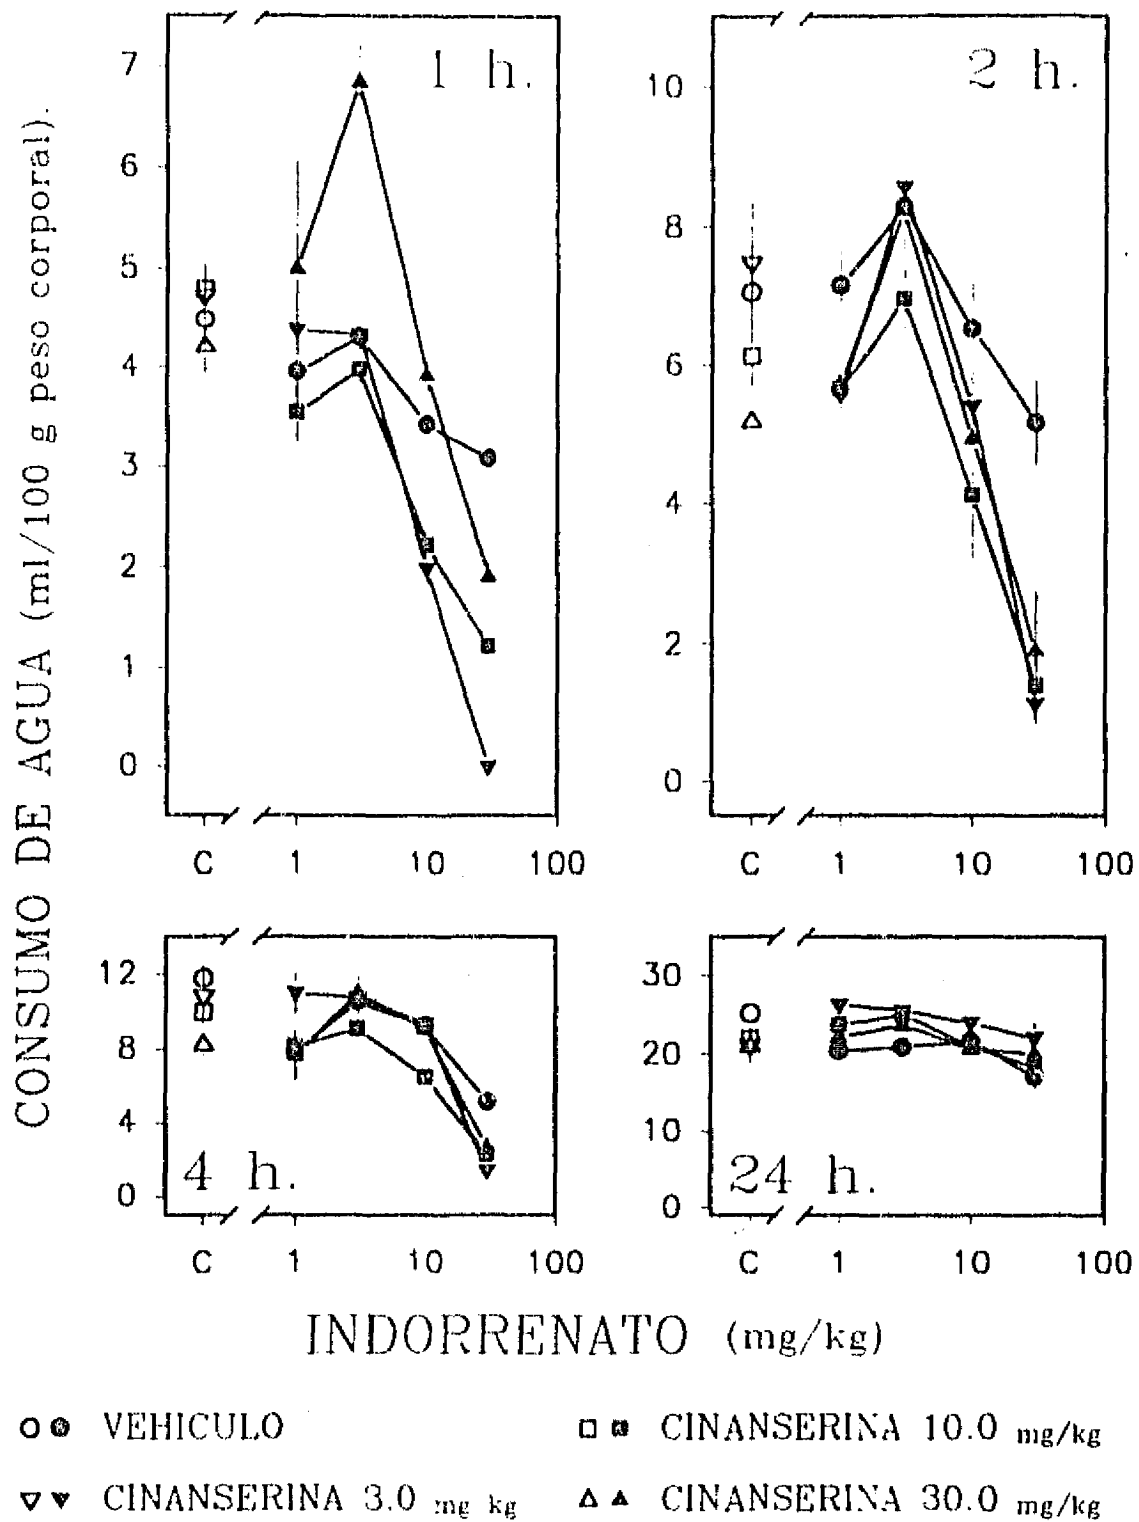 CONSUMO DE AGUA (ml/100 g peso corporal).
1 h.
7
6
5
4
3
2
1
0
C 1 10 100
2 h.
10
8
6
4
2
0
C 1 10 100
4 h.
12
8
4
0
C 1 10 100
24 h.
30
20
10
0
C 1 10 100
INDORRENATO (mg/kg)
VEHICULO
CINANSERINA 10.0 mg/kg
CINANSERINA 3.0 mg kg
CINANSERINA 30.0 mg/kg